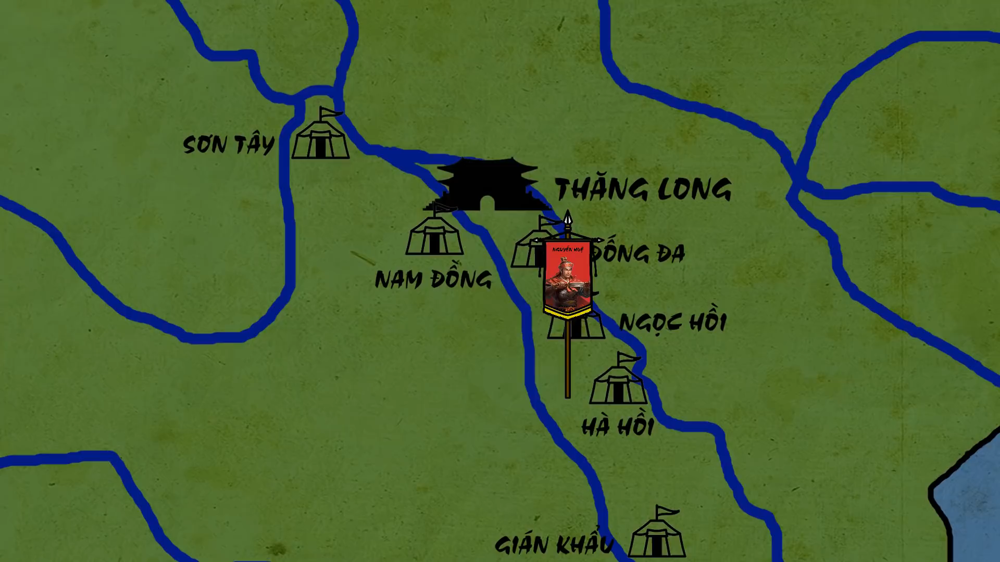 SƠN TÂY
THĂNG LONG
NGUYỄN HUỆ
ĐỐNG ĐA
NAM ĐỒNG
NGỌC HỒI
HÀ HỒI
GIÁN KHẨU